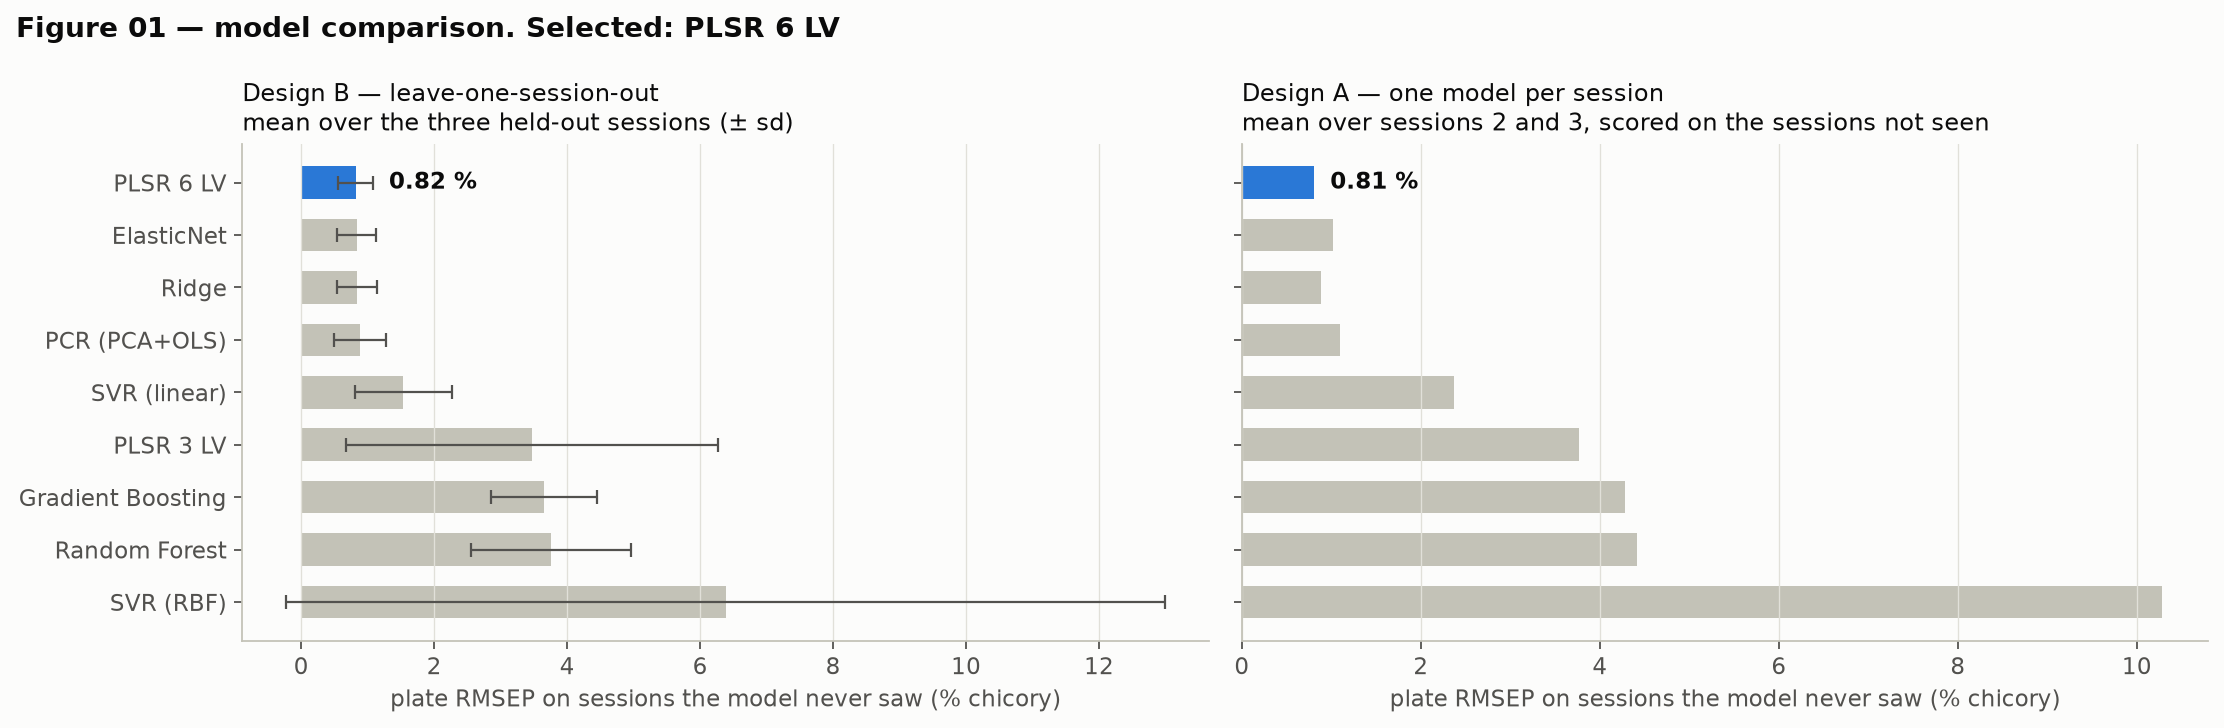 Figure 01 — model comparison. Selected: PLSR 6 LV
Design B — leave-one-session-out
mean over the three held-out sessions (± sd)
PLSR 6 LV
ElasticNet
Ridge
PCR (PCA+OLS)
SVR (linear)
PLSR 3 LV
Gradient Boosting
Random Forest
SVR (RBF)
0.82 %
0 2 4 6 8 10 12
plate RMSEP on sessions the model never saw (% chicory)
Design A — one model per session
mean over sessions 2 and 3, scored on the sessions not seen
0.81 %
0 2 4 6 8 10
plate RMSEP on sessions the model never saw (% chicory)